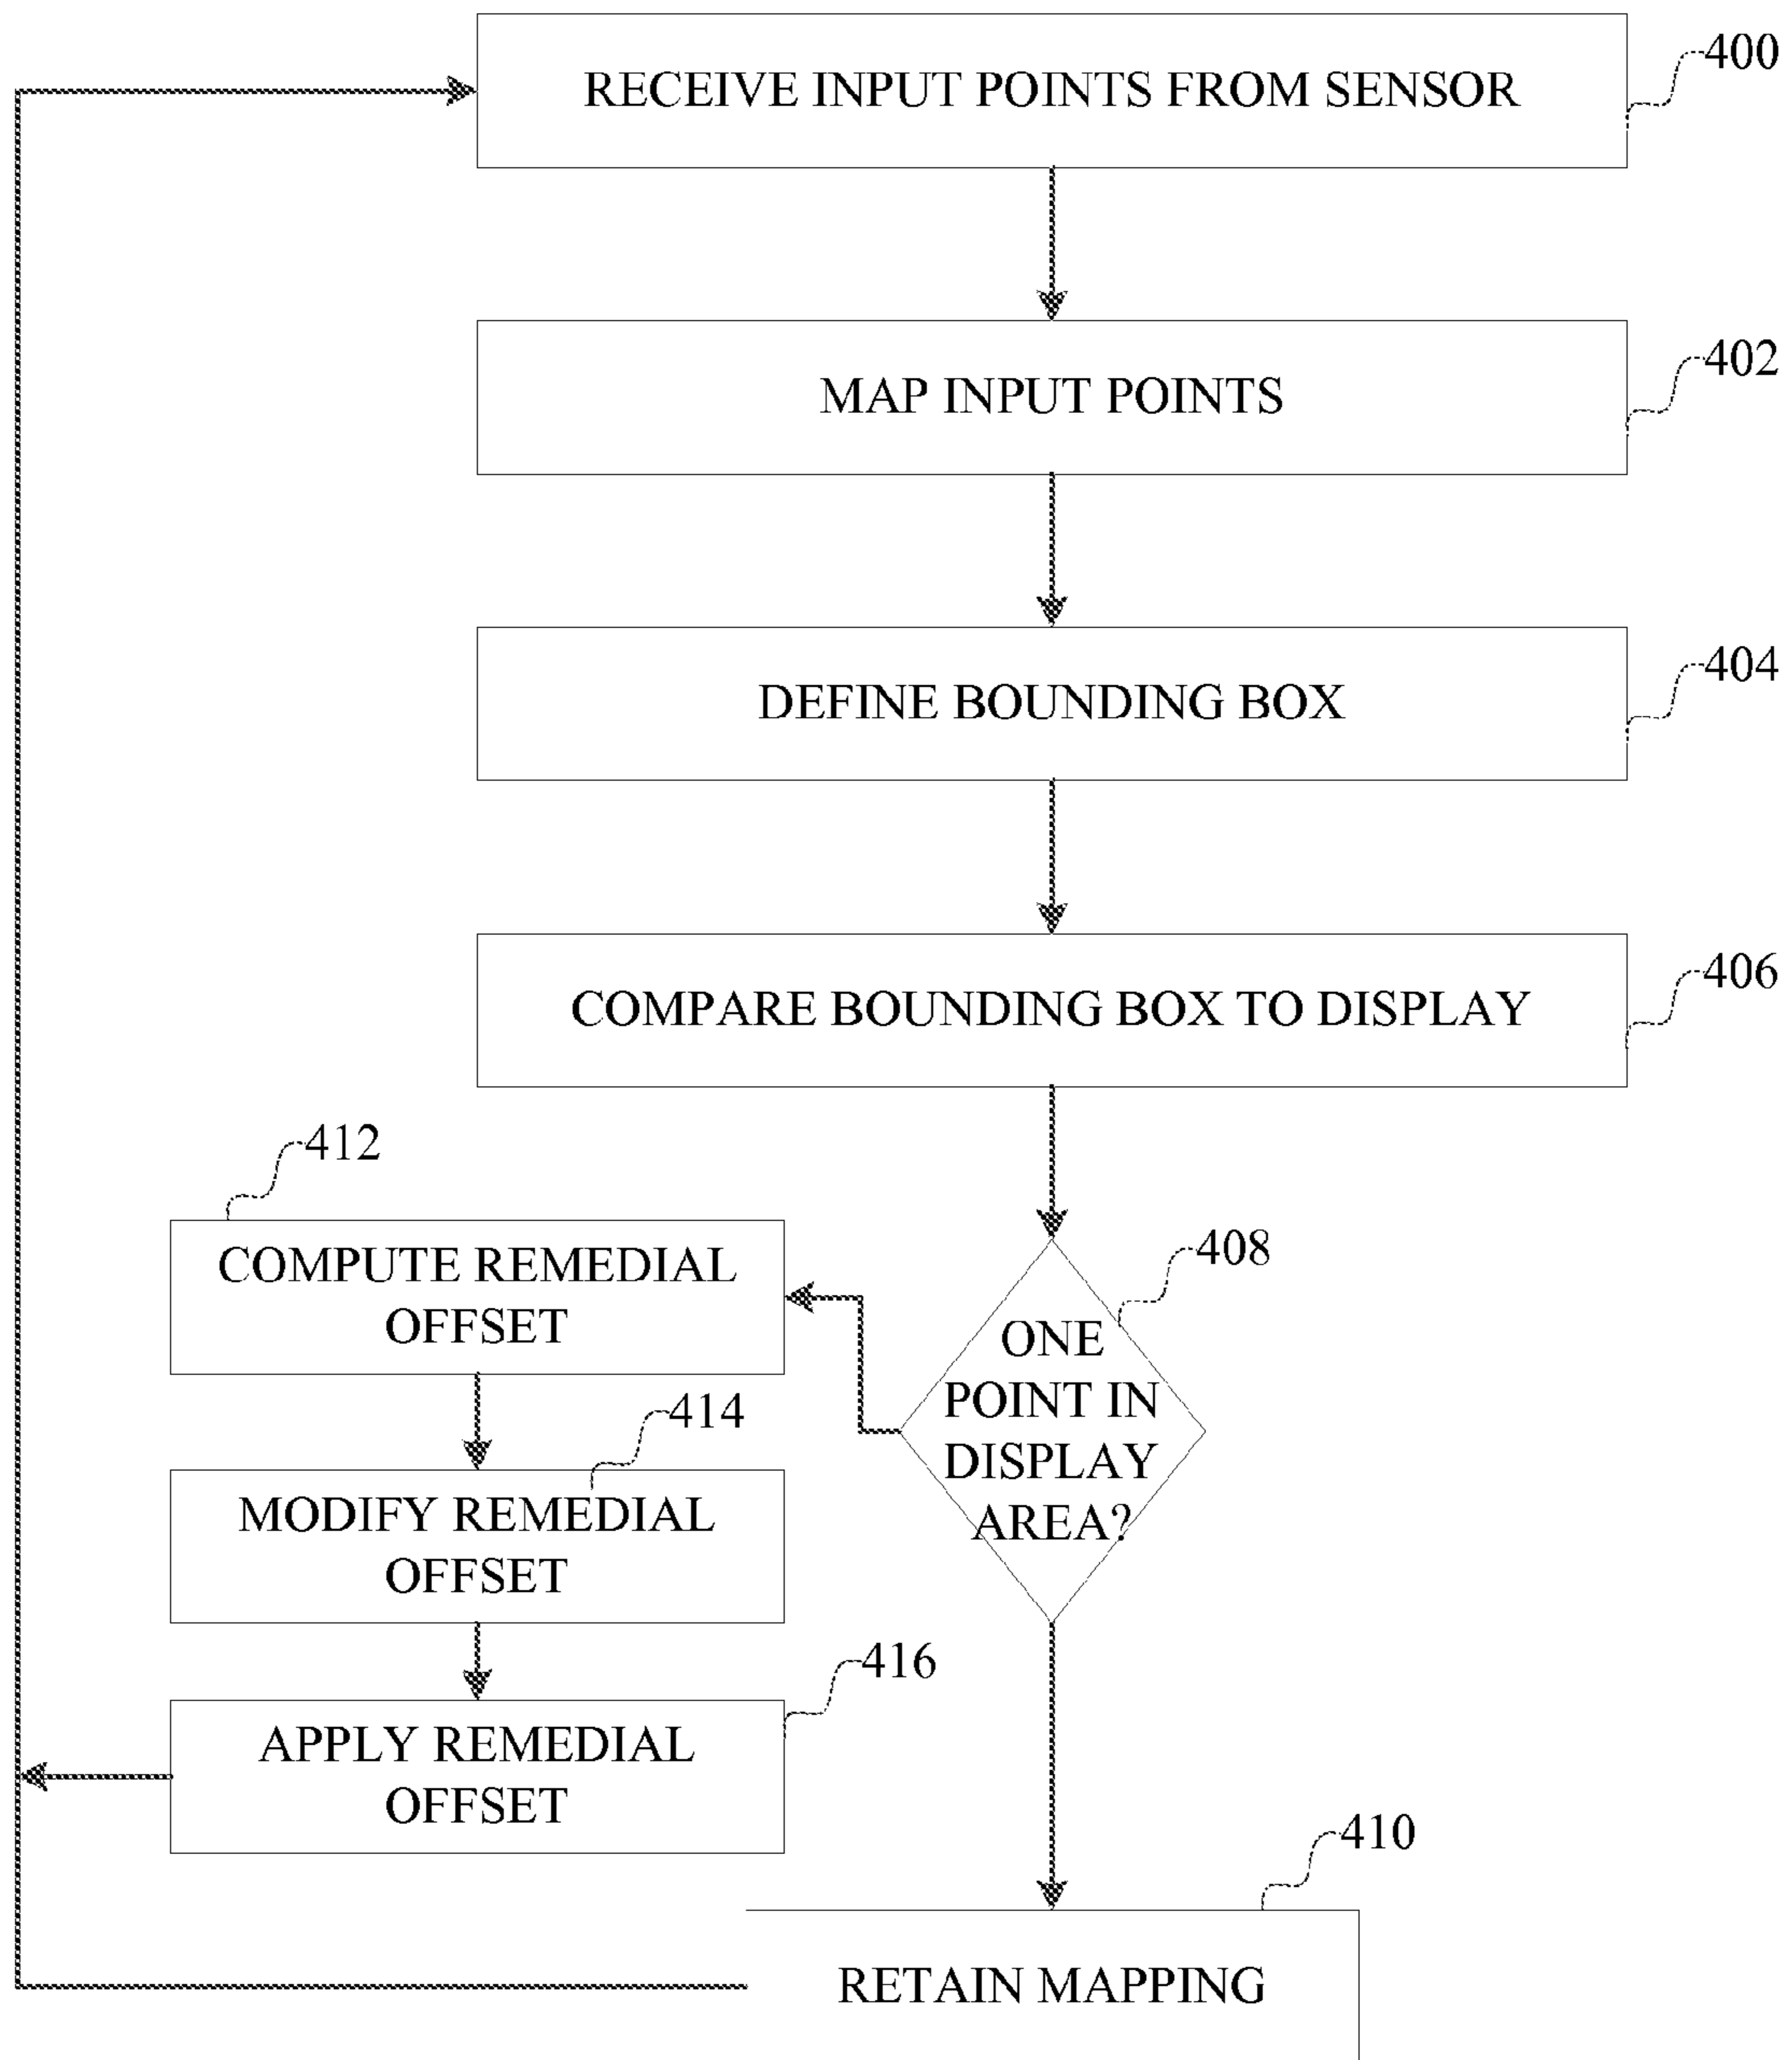 RECEIVE INPUT POINTS FROM SENSOR
400
MAP INPUT POINTS
402
DEFINE BOUNDING BOX
404
COMPARE BOUNDING BOX TO DISPLAY
406
412
COMPUTE REMEDIAL
OFFSET
408
ONE
POINT IN
DISPLAY
AREA?
414
MODIFY REMEDIAL
OFFSET
416
APPLY REMEDIAL
OFFSET
410
RETAIN MAPPING